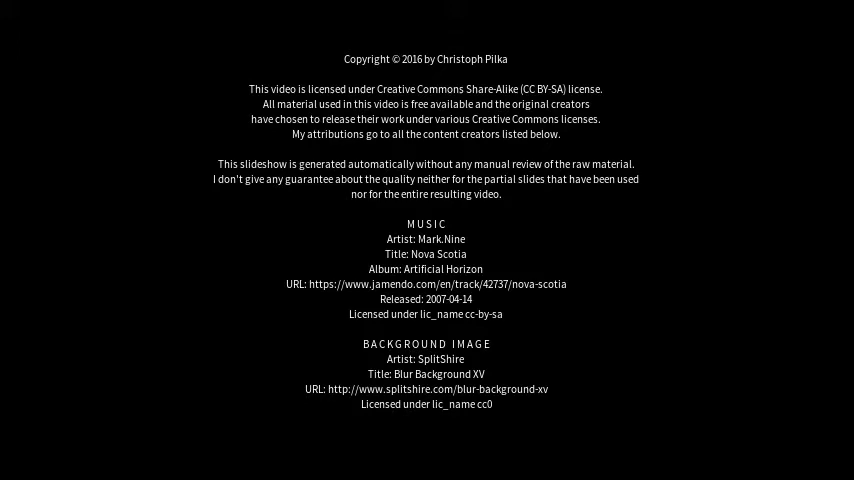 Copyright © 2016 by Christoph Pilka
This video is licensed under Creative Commons Share-Alike (CC BY-SA) license.
All material used in this video is free available and the original creators
have chosen to release their work under various Creative Commons licenses.
My attributions go to all the content creators listed below.
This slideshow is generated automatically without any manual review of the raw material.
I don't give any guarantee about the quality neither for the partial slides that have been used
nor for the entire resulting video.
MUSIC
Artist: Mark.Nine
Title: Nova Scotia
Album: Artificial Horizon
URL: https://www.jamendo.com/en/track/42737/nova-scotia
Released: 2007-04-14
Licensed under lic_name cc-by-sa
BACKGROUND IMAGE
Artist: SplitShire
Title: Blur Background XV
URL: http://www.splitshire.com/blur-background-xv
Licensed under lic_name cc0